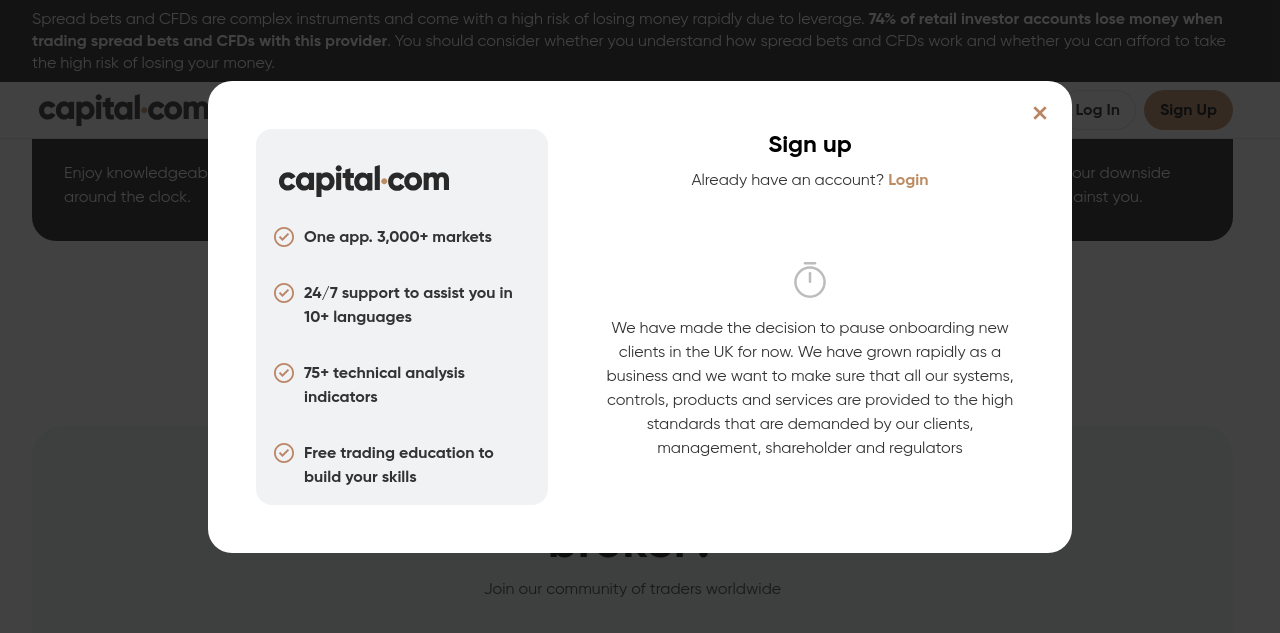 Spread bets and CFDs are complex instruments and come with a high risk of losing money rapidly due to leverage. 74% of retail investor accounts lose money when
trading spread bets and CFDs with this provider. You should consider whether you understand how spread bets and CFDs work and whether you can afford to take
the high risk of losing your money.
capital.com
Log In
Sign Up
Enjoy knowledgeab
around the clock.
our downside
ainst you.
capital.com
One app. 3,000+ markets
24/7 support to assist you in
10+ languages
75+ technical analysis
indicators
Free trading education to
build your skills
Sign up
Already have an account? Login
We have made the decision to pause onboarding new
clients in the UK for now. We have grown rapidly as a
business and we want to make sure that all our systems,
controls, products and services are provided to the high
standards that are demanded by our clients,
management, shareholder and regulators
Join our community of traders worldwide